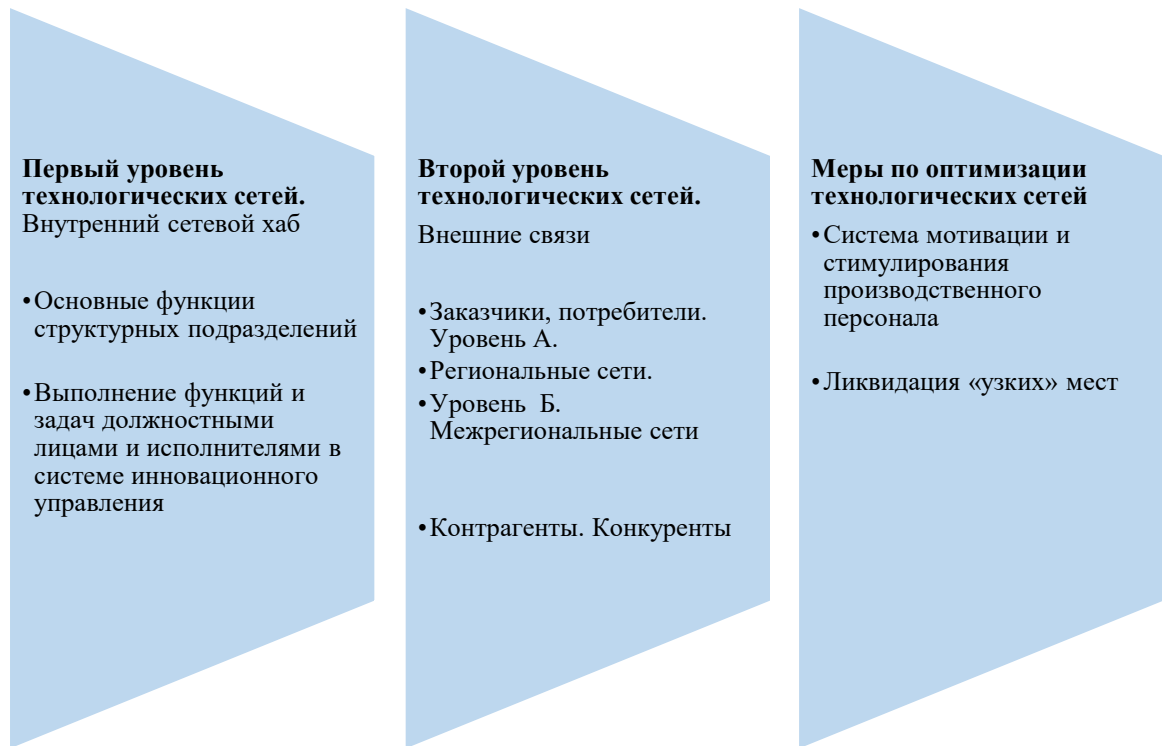 Первый уровень
технологических сетей.
Внутренний сетевой хаб
•Основные функции
структурных подразделений
•Выполнение функций и
задач должностными
лицами и исполнителями в
системе инновационного
управления
Второй уровень
технологических сетей.
Внешние связи
•Заказчики, потребители.
Уровень А.
•Региональные сети.
•Уровень  Б.
Межрегиональные сети
•Контрагенты. Конкуренты
Меры по оптимизации
технологических сетей
•Система мотивации и
стимулирования
производственного
персонала
•Ликвидация «узких» мест